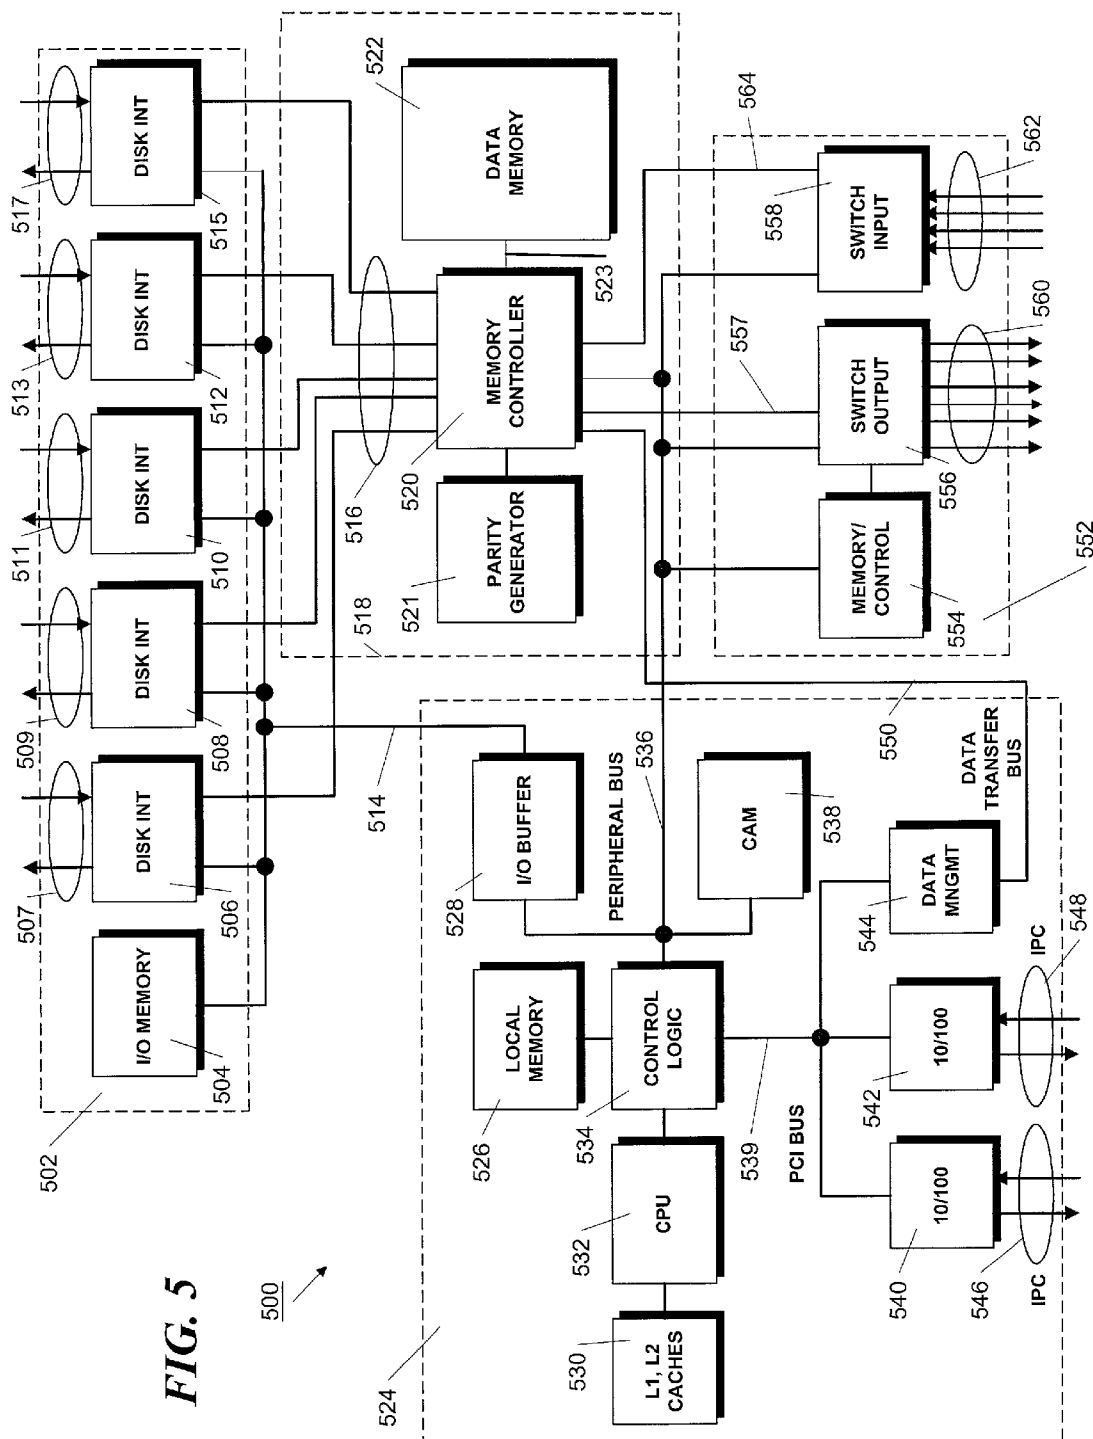 FIG. 5
500
502
I/O MEMORY
504
DISK INT
506
507
DISK INT
508
509
DISK INT
510
511
DISK INT
512
513
DISK INT
515
517
514
516
518
MEMORY
CONTROLLER
520
PARITY
GENERATOR
521
DATA
MEMORY
522
523
524
L1, L2
CACHES
530
CPU
532
LOCAL
MEMORY
526
CONTROL
LOGIC
534
I/O BUFFER
528
PERIPHERAL BUS
536
CAM
538
PCI BUS
539
10/100
540
IPC
546
10/100
542
IPC
548
DATA
MNGMT
544
DATA
TRANSFER
BUS
550
552
MEMORY/
CONTROL
554
SWITCH
OUTPUT
556
557
560
SWITCH
INPUT
558
562
564